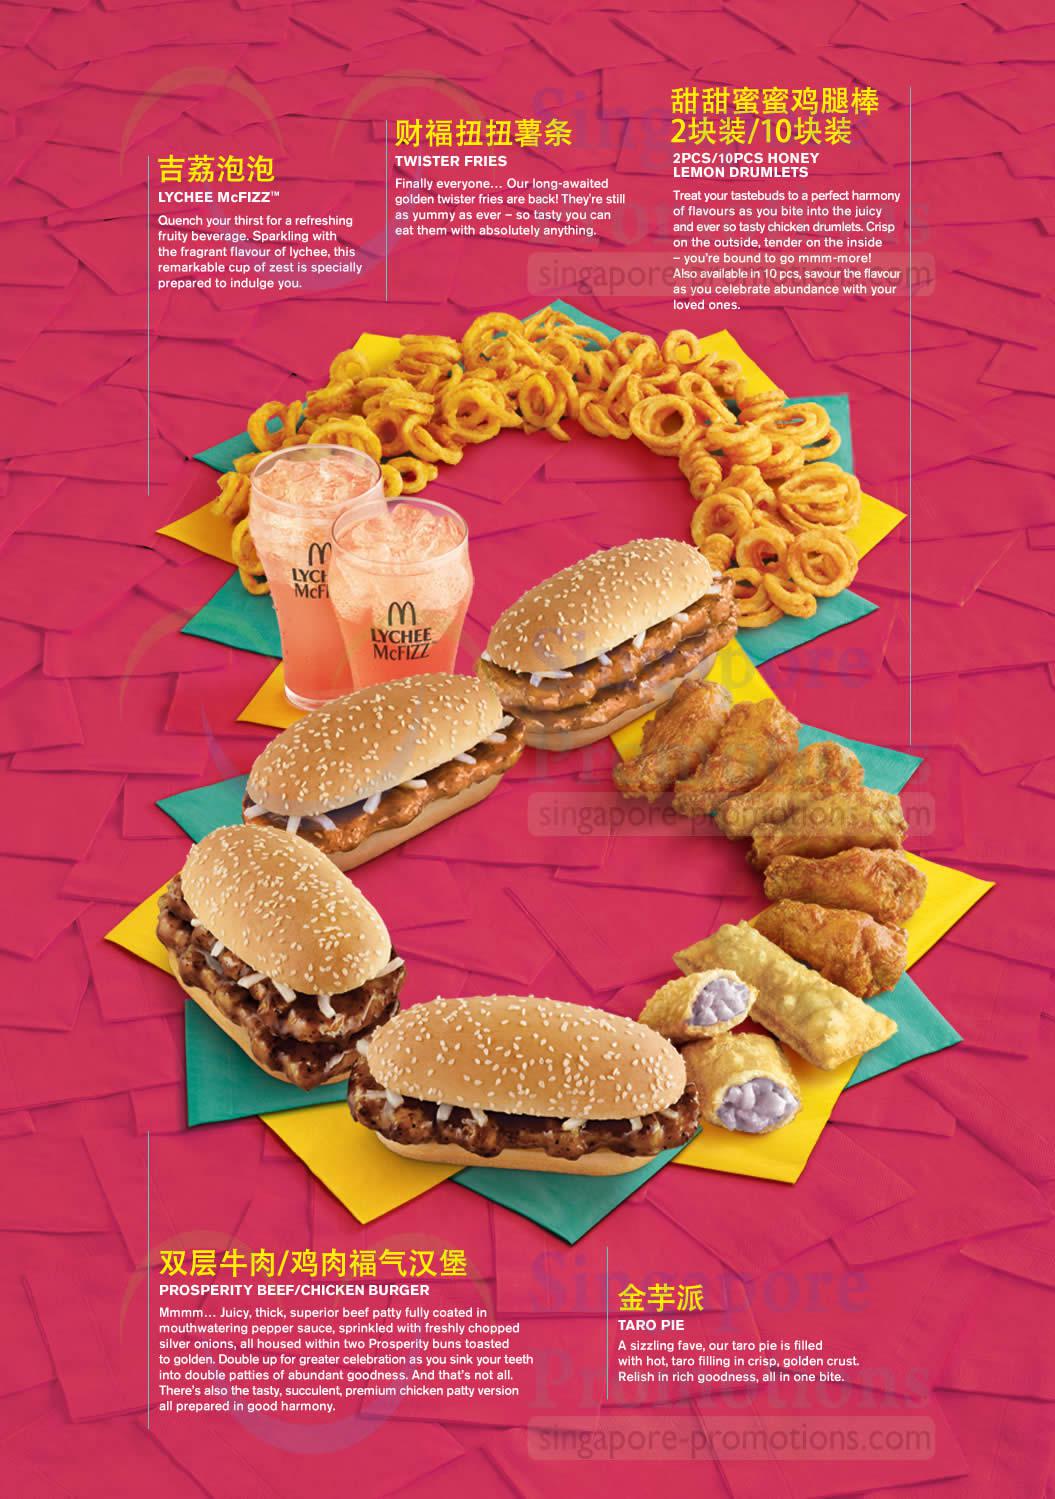 吉荔泡泡
LYCHEE McFIZZ™
Quench your thirst for a refreshing
fruity beverage. Sparkling with
the fragrant flavour of lychee, this
remarkable cup of zest is specially
prepared to indulge you.
财福扭扭薯条
TWISTER FRIES
Finally everyone... Our long-awaited
golden twister fries are back! They're still
as yummy as ever – so tasty you can
eat them with absolutely anything.
甜甜蜜蜜鸡腿棒
2块装/10块装
2PCS/10PCS HONEY
LEMON DRUMLETS
Treat your tastebuds to a perfect harmony
of flavours as you bite into the juicy
and ever so tasty chicken drumlets. Crisp
on the outside, tender on the inside
– you're bound to go mmm-more!
Also available in 10 pcs, savour the flavour
as you celebrate abundance with your
loved ones.
Singapore
Promotions
singapore-promotions.com
LYCH
McFI
LYCHEE
McFIZZ™
Singapore
Promotions
singapore-promotions.com
双层牛肉/鸡肉福气汉堡
PROSPERITY BEEF/CHICKEN BURGER
Mmmm... Juicy, thick, superior beef patty fully coated in
mouthwatering pepper sauce, sprinkled with freshly chopped
silver onions, all housed within two Prosperity buns toasted
to golden. Double up for greater celebration as you sink your teeth
into double patties of abundant goodness. And that's not all.
There's also the tasty, succulent, premium chicken patty version
all prepared in good harmony.
金芋派
TARO PIE
A sizzling fave, our taro pie is filled
with hot, taro filling in crisp, golden crust.
Relish in rich goodness, all in one bite.
Singapore
Promotions
singapore-promotions.com